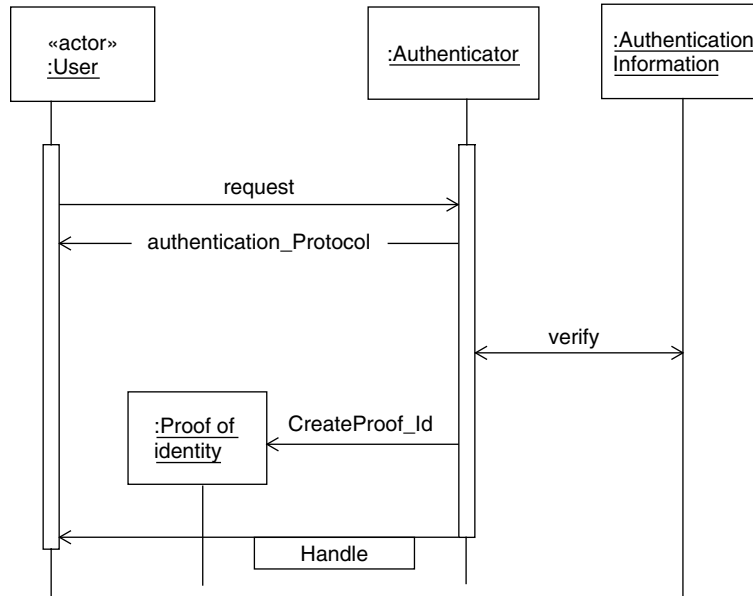 «actor»
:User
:Authenticator
:Authentication
Information
request
authentication_Protocol
verify
:Proof of
identity
CreateProof_Id
Handle